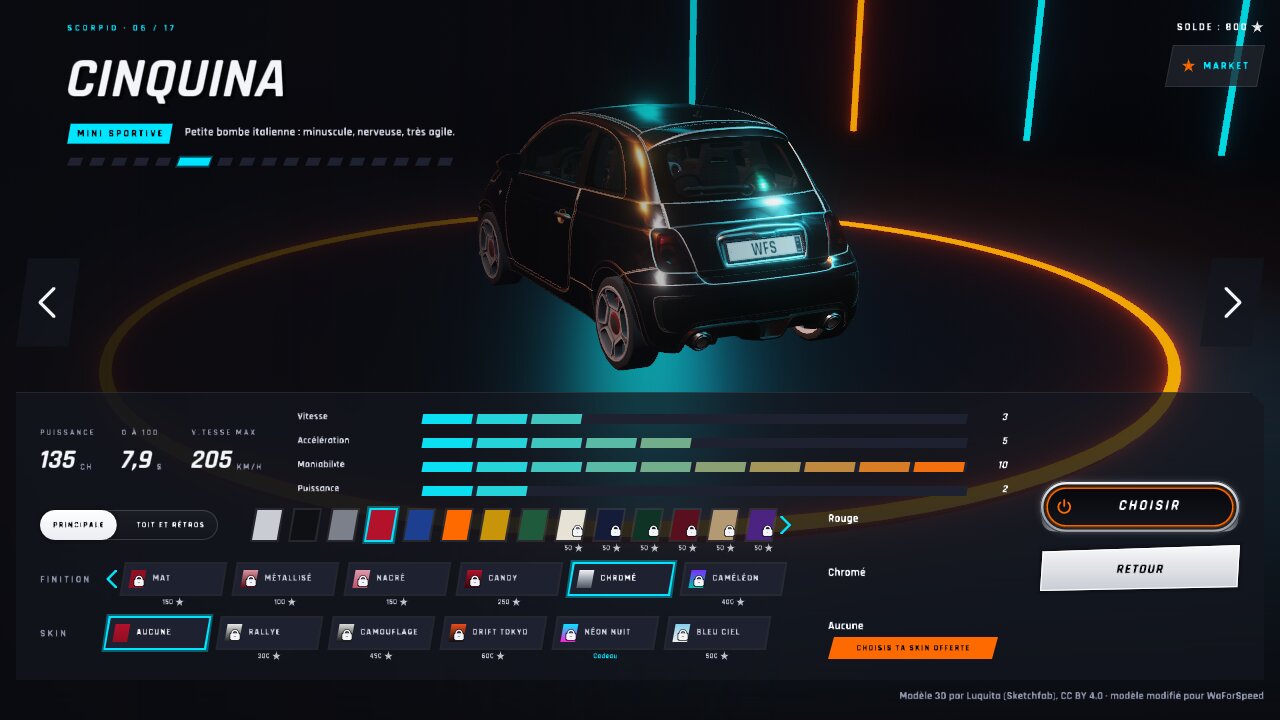 SCORPIO · 06 / 17
SOLDE : 800 ★
CINQUINA
★ MARKET
MINI SPORTIVE
Petite bombe italienne : minuscule, nerveuse, très agile.
WFS
PUISSANCE
135 CH
0 À 100
7,9 s
V.TESSE MAX
205 KM/H
Vitesse 3
Accélération 5
Maniabilité 10
Puissance 2
PRINCIPALE
TOIT ET RÉTROS
50 ★ 50 ★ 50 ★ 50 ★ 50 ★ 50 ★
Rouge
CHOISIR
RETOUR
FINITION
MAT
MÉTALLISÉ
NACRÉ
CANDY
CHROMÉ
CAMÉLÉON
150 ★ 100 ★ 150 ★ 250 ★ 400 ★
Chromé
SKIN
AUCUNE
RALLYE
CAMOUFLAGE
DRIFT TOKYO
NÉON NUIT
BLEU CIEL
300 ★ 450 ★ 600 ★ Cadeau 500 ★
Aucune
CHOISIS TA SKIN OFFERTE
Modèle 3D par Luquita (Sketchfab), CC BY 4.0 · modèle modifié pour WaForSpeed